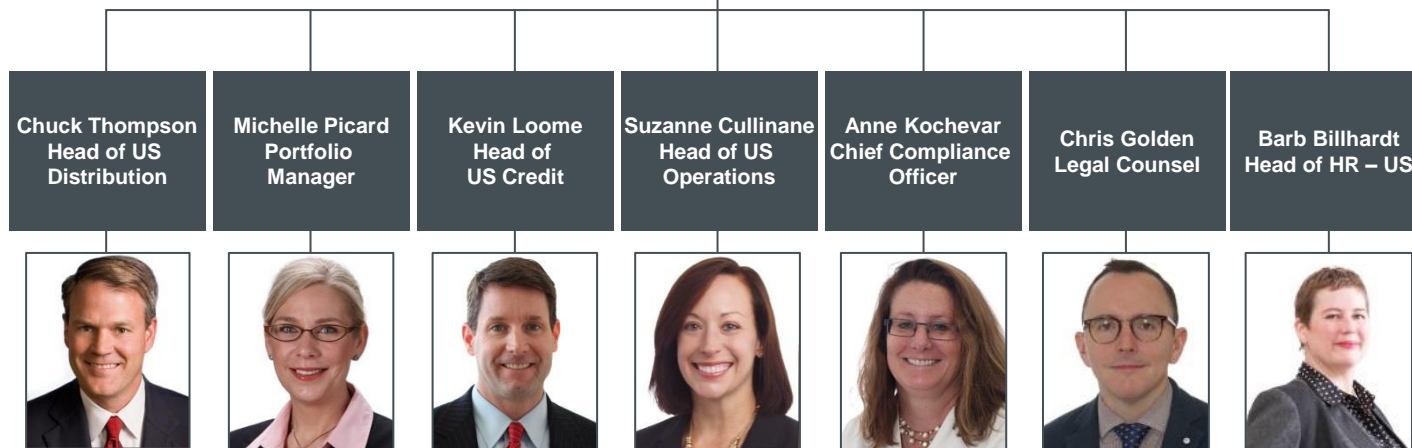 Chuck Thompson
Head of US
Distribution
Michelle Picard
Portfolio
Manager
Kevin Loome
Head of
US Credit
Suzanne Cullinane
Head of US
Operations
Anne Kochevar
Chief Compliance
Officer
Chris Golden
Legal Counsel
Barb Billhardt
Head of HR – US